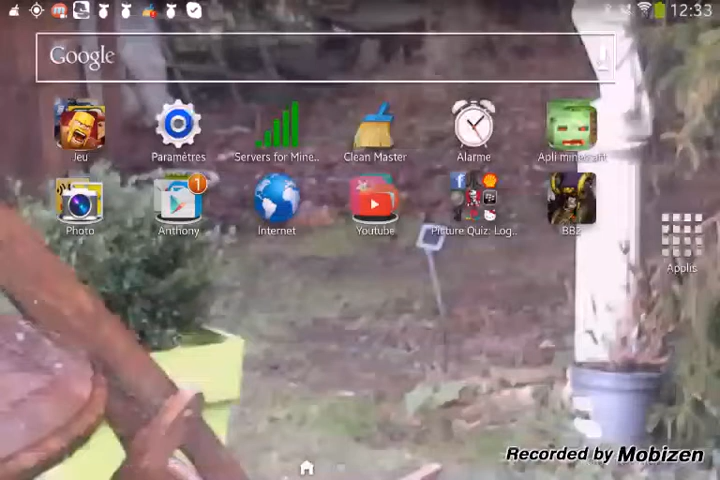 12:33
Google
Jeu
Paramètres
Servers for Mine..
Clean Master
Alarme
Apli minecraft
Photo
1
Anthony
Internet
Youtube
Picture Quiz: Log..
BB2
Applis
Recorded by Mobizen